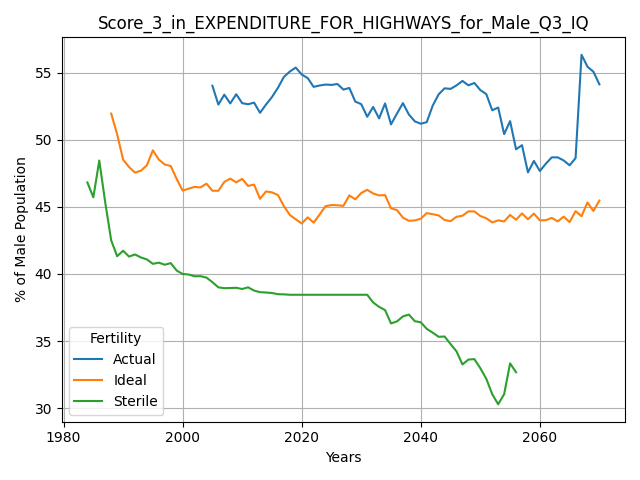 Score_3_in_EXPENDITURE_FOR_HIGHWAYS_for_Male_Q3_IQ
% of Male Population
55
50
45
40
35
30
Fertility
Actual
Ideal
Sterile
1980
2000
2020
2040
2060
Years